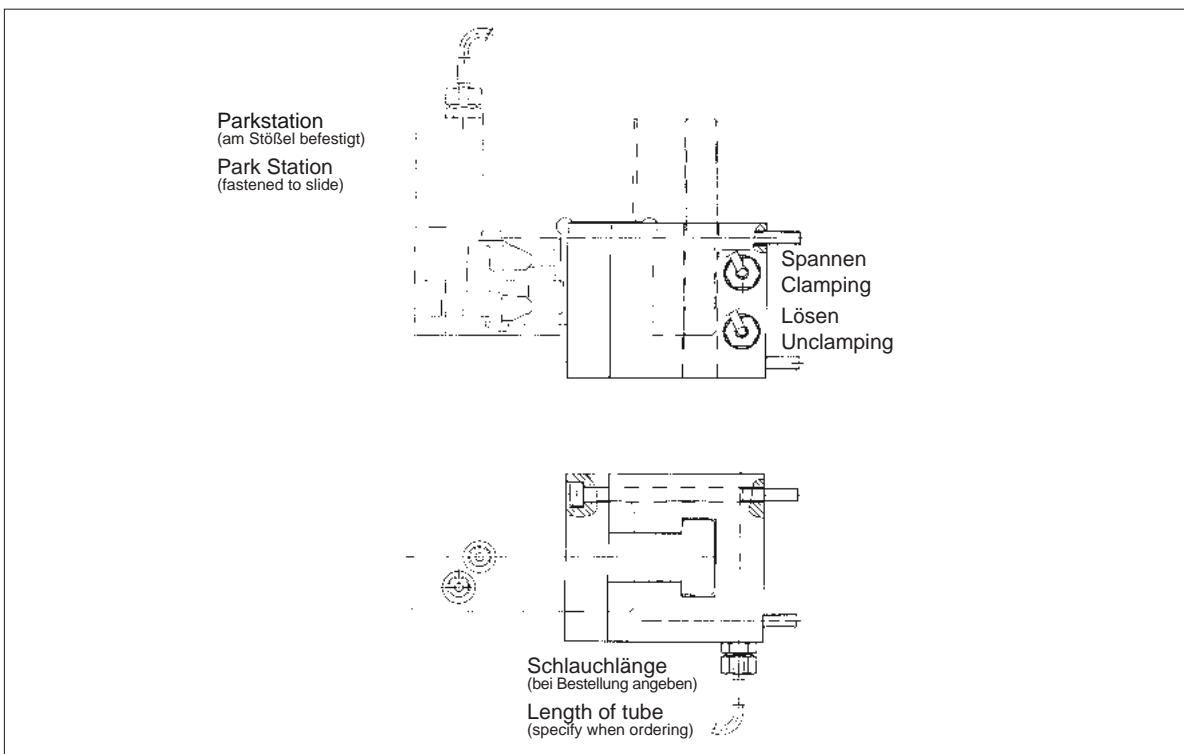 Parkstation
(am Stößel befestigt)
Park Station
(fastened to slide)
Spannen
Clamping
Lösen
Unclamping
Schlauchlänge
(bei Bestellung angeben)
Length of tube
(specify when ordering)